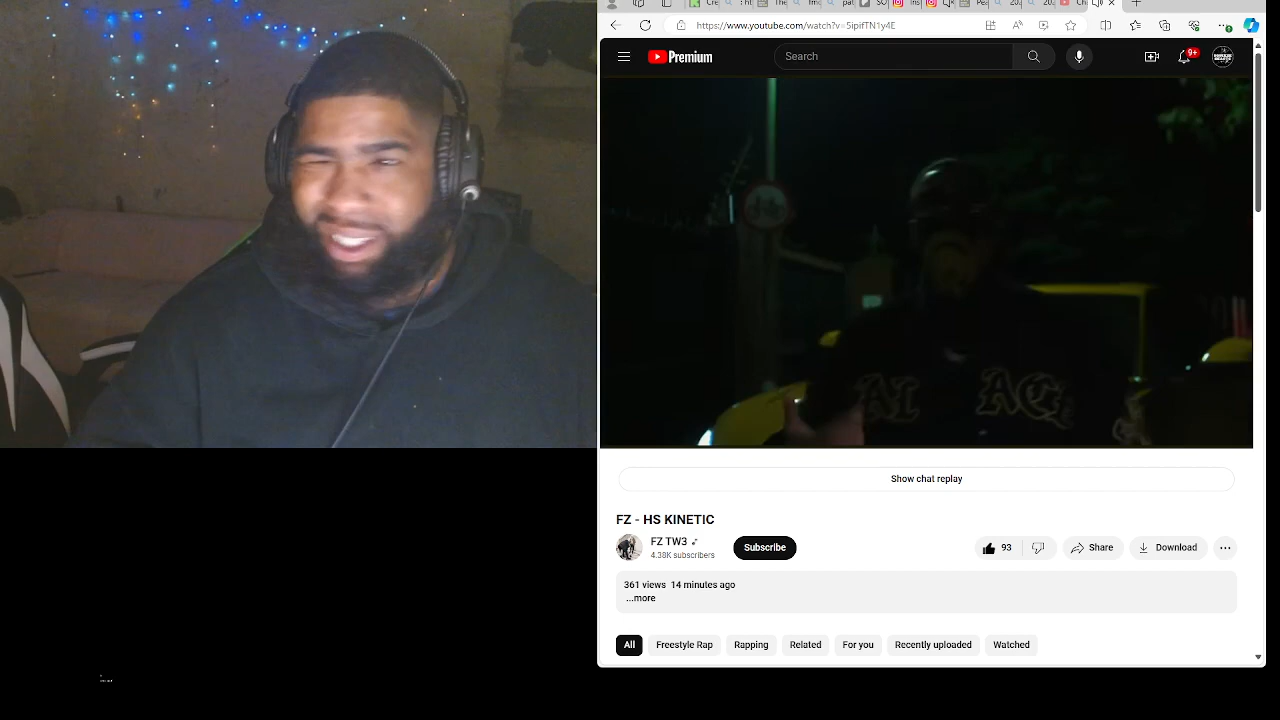 https://www.youtube.com/watch?v=5ipifTN1y4E
Premium
Search
9+
Show chat replay
FZ - HS KINETIC
FZ TW3
4.38K subscribers
Subscribe
93
Share
Download
361 views 14 minutes ago
...more
All
Freestyle Rap
Rapping
Related
For you
Recently uploaded
Watched